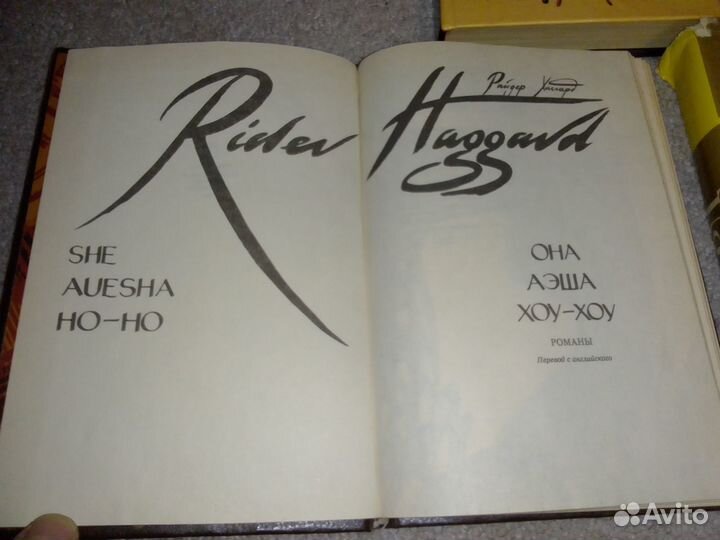 Rider Haggard
Райдер Хаггард
SHE
AUESHA
HO-HO
ОНА
АЭША
ХОУ-ХОУ
РОМАНЫ
Перевод с английского
Avito